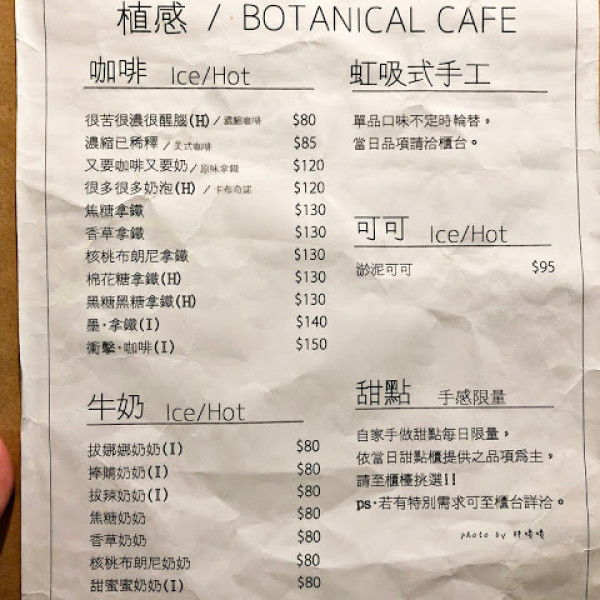 植感 / BOTANICAL CAFE
咖啡 Ice/Hot
很苦很濃很醒腦(H) / 濃縮咖啡 $80
濃縮已稀釋 / 美式咖啡 $85
又要咖啡又要奶 / 原味拿鐵 $120
很多很多奶泡(H) / 卡布奇諾 $120
焦糖拿鐵 $130
香草拿鐵 $130
核桃布朗尼拿鐵 $130
棉花糖拿鐵(H) $130
黑糖黑糖拿鐵(H) $130
墨·拿鐵(I) $140
衝擊·咖啡(I) $150
牛奶 Ice/Hot
拔娜娜奶奶(I) $80
捧脯奶奶(I) $80
拔辣奶奶(I) $80
焦糖奶奶 $80
香草奶奶 $80
核桃布朗尼奶奶 $80
甜蜜蜜奶奶(I) $80
虹吸式手工
單品口味不定時輪替，
當日品項請洽櫃台。
可可 Ice/Hot
淤泥可可 $95
甜點 手感限量
自家手做甜點每日限量，
依當日甜點櫃提供之品項為主，
請至櫃檯挑選!!
ps·若有特別需求可至櫃台詳洽。
photo by